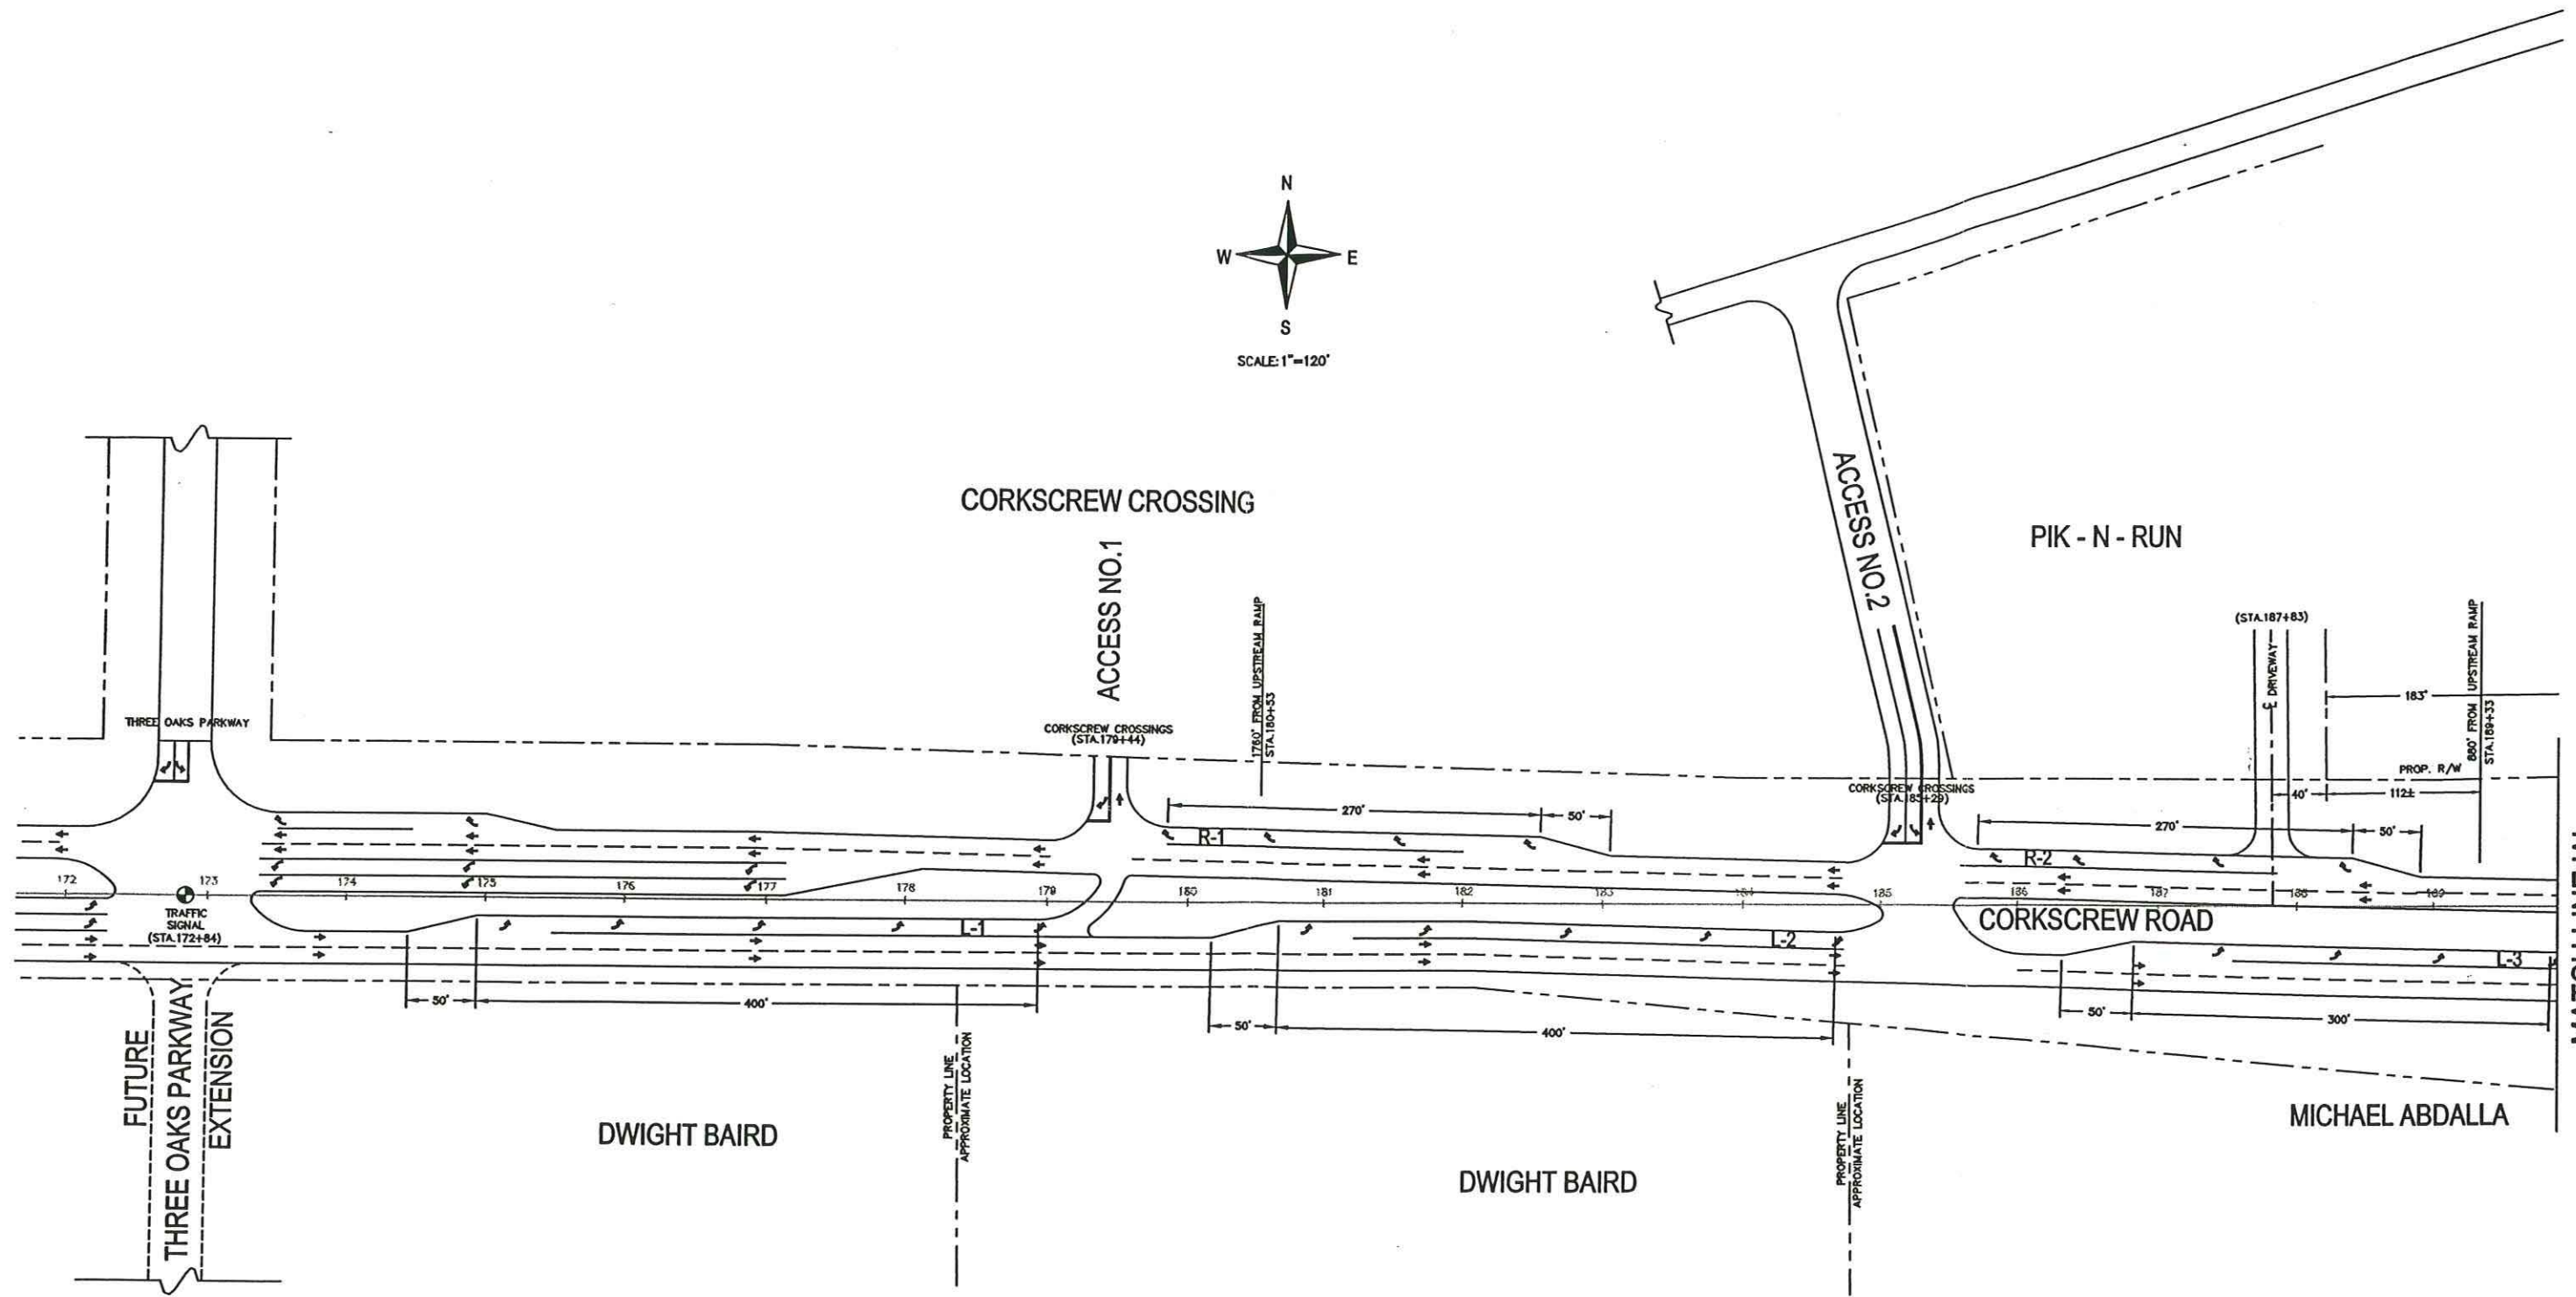 N
W E
S
SCALE: 1"=120'
CORKSCREW CROSSING
ACCESS NO.1
ACCESS NO.2
PIK - N - RUN
THREE OAKS PARKWAY
CORKSCREW CROSSINGS
(STA.179+44)
1760' FROM UPSTREAM RAMP
STA.180+53
(STA.187+83)
℄ DRIVEWAY
183'
880' FROM UPSTREAM RAMP
STA.189+33
PROP. R/W
40'
112±
CORKSCREW CROSSINGS
(STA.185+29)
270'
50'
R-1
270'
50'
R-2
172 173 174 175 176 177 178 179 180 181 182 183 184 185 186 187 188 189
TRAFFIC
SIGNAL
(STA.172+84)
L-1
L-2
CORKSCREW ROAD
L-3
50'
400'
50'
400'
50'
300'
FUTURE
THREE OAKS PARKWAY
EXTENSION
DWIGHT BAIRD
PROPERTY LINE
APPROXIMATE LOCATION
DWIGHT BAIRD
PROPERTY LINE
APPROXIMATE LOCATION
MICHAEL ABDALLA